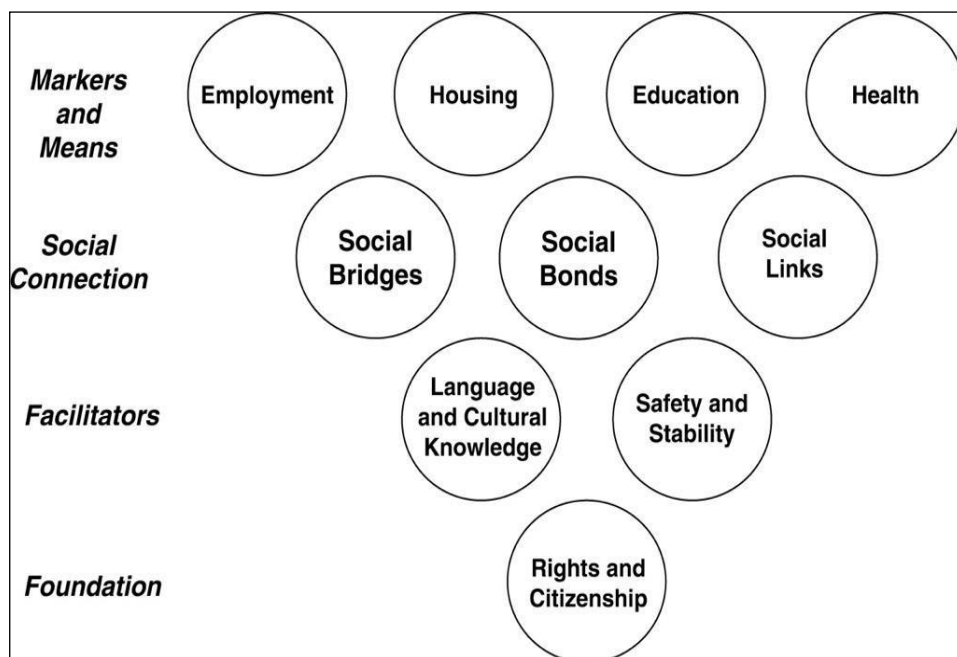 Markers
and
Means
Employment
Housing
Education
Health
Social
Connection
Social
Bridges
Social
Bonds
Social
Links
Facilitators
Language
and Cultural
Knowledge
Safety and
Stability
Foundation
Rights and
Citizenship